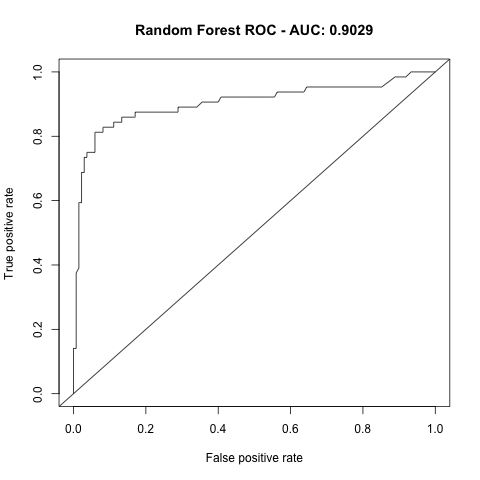 Random Forest ROC - AUC: 0.9029
True positive rate
1.0
0.8
0.6
0.4
0.2
0.0
0.0 0.2 0.4 0.6 0.8 1.0
False positive rate